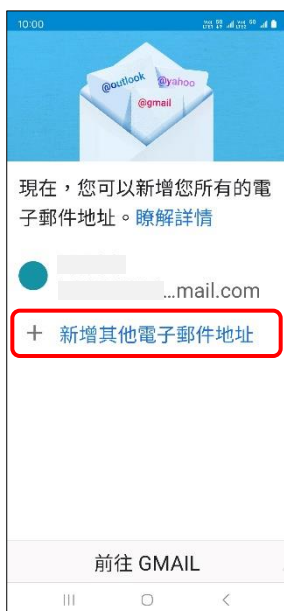 10:00
@outlook @yahoo
@gmail
現在，您可以新增您所有的電
子郵件地址。瞭解詳情
...mail.com
+ 新增其他電子郵件地址
前往 GMAIL